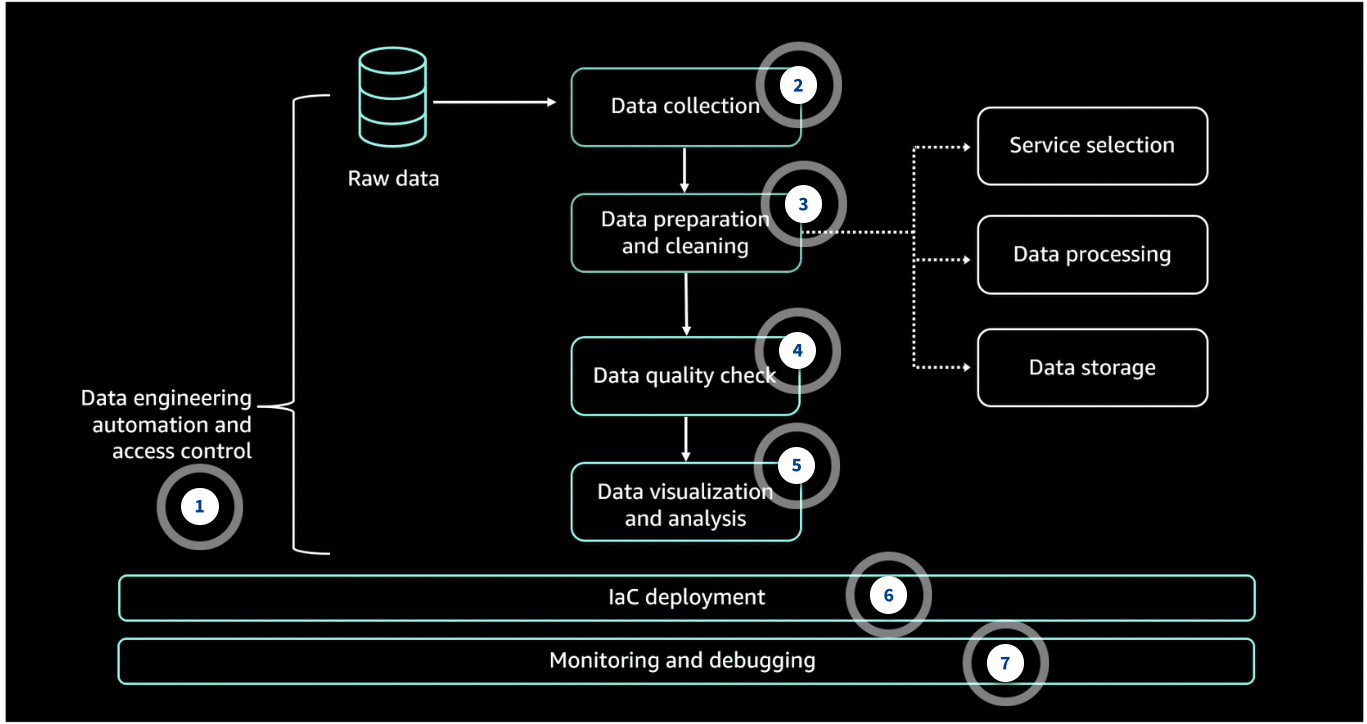 2
Data collection
Raw data
Service selection
3
Data preparation
and cleaning
Data processing
4
Data quality check
Data storage
Data engineering
automation and
access control
1
5
Data visualization
and analysis
IaC deployment
6
Monitoring and debugging
7